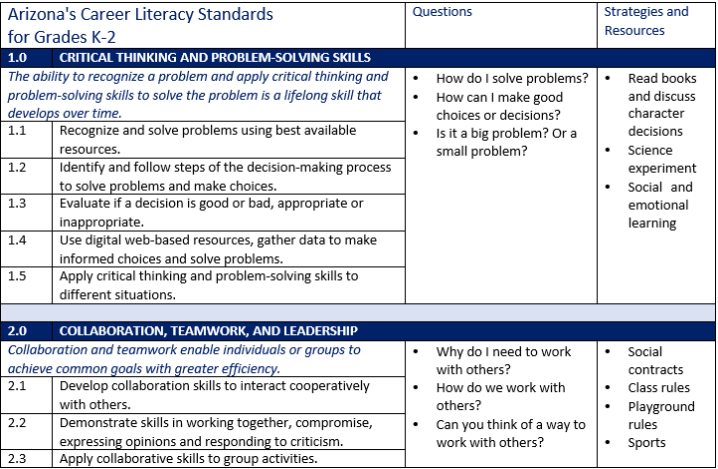 Arizona's Career Literacy Standards
for Grades K-2
Questions
Strategies and
Resources
1.0 CRITICAL THINKING AND PROBLEM-SOLVING SKILLS
The ability to recognize a problem and apply critical thinking and
problem-solving skills to solve the problem is a lifelong skill that
develops over time.
1.1 Recognize and solve problems using best available
resources.
1.2 Identify and follow steps of the decision-making process
to solve problems and make choices.
1.3 Evaluate if a decision is good or bad, appropriate or
inappropriate.
1.4 Use digital web-based resources, gather data to make
informed choices and solve problems.
1.5 Apply critical thinking and problem-solving skills to
different situations.
• How do I solve problems?
• How can I make good
choices or decisions?
• Is it a big problem? Or a
small problem?
• Read books
and discuss
character
decisions
• Science
experiment
• Social and
emotional
learning
2.0 COLLABORATION, TEAMWORK, AND LEADERSHIP
Collaboration and teamwork enable individuals or groups to
achieve common goals with greater efficiency.
2.1 Develop collaboration skills to interact cooperatively
with others.
2.2 Demonstrate skills in working together, compromise,
expressing opinions and responding to criticism.
2.3 Apply collaborative skills to group activities.
• Why do I need to work
with others?
• How do we work with
others?
• Can you think of a way to
work with others?
• Social
contracts
• Class rules
• Playground
rules
• Sports